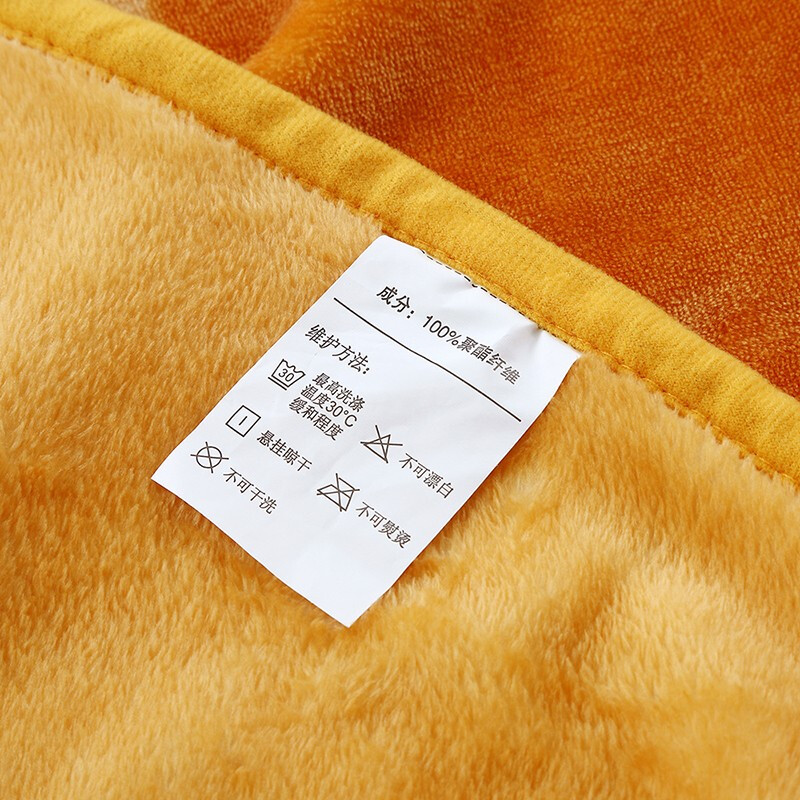 成分：100%聚酯纤维
维护方法：
30
最高洗涤
温度30°C
缓和程度
不可漂白
悬挂晾干
不可熨烫
不可干洗